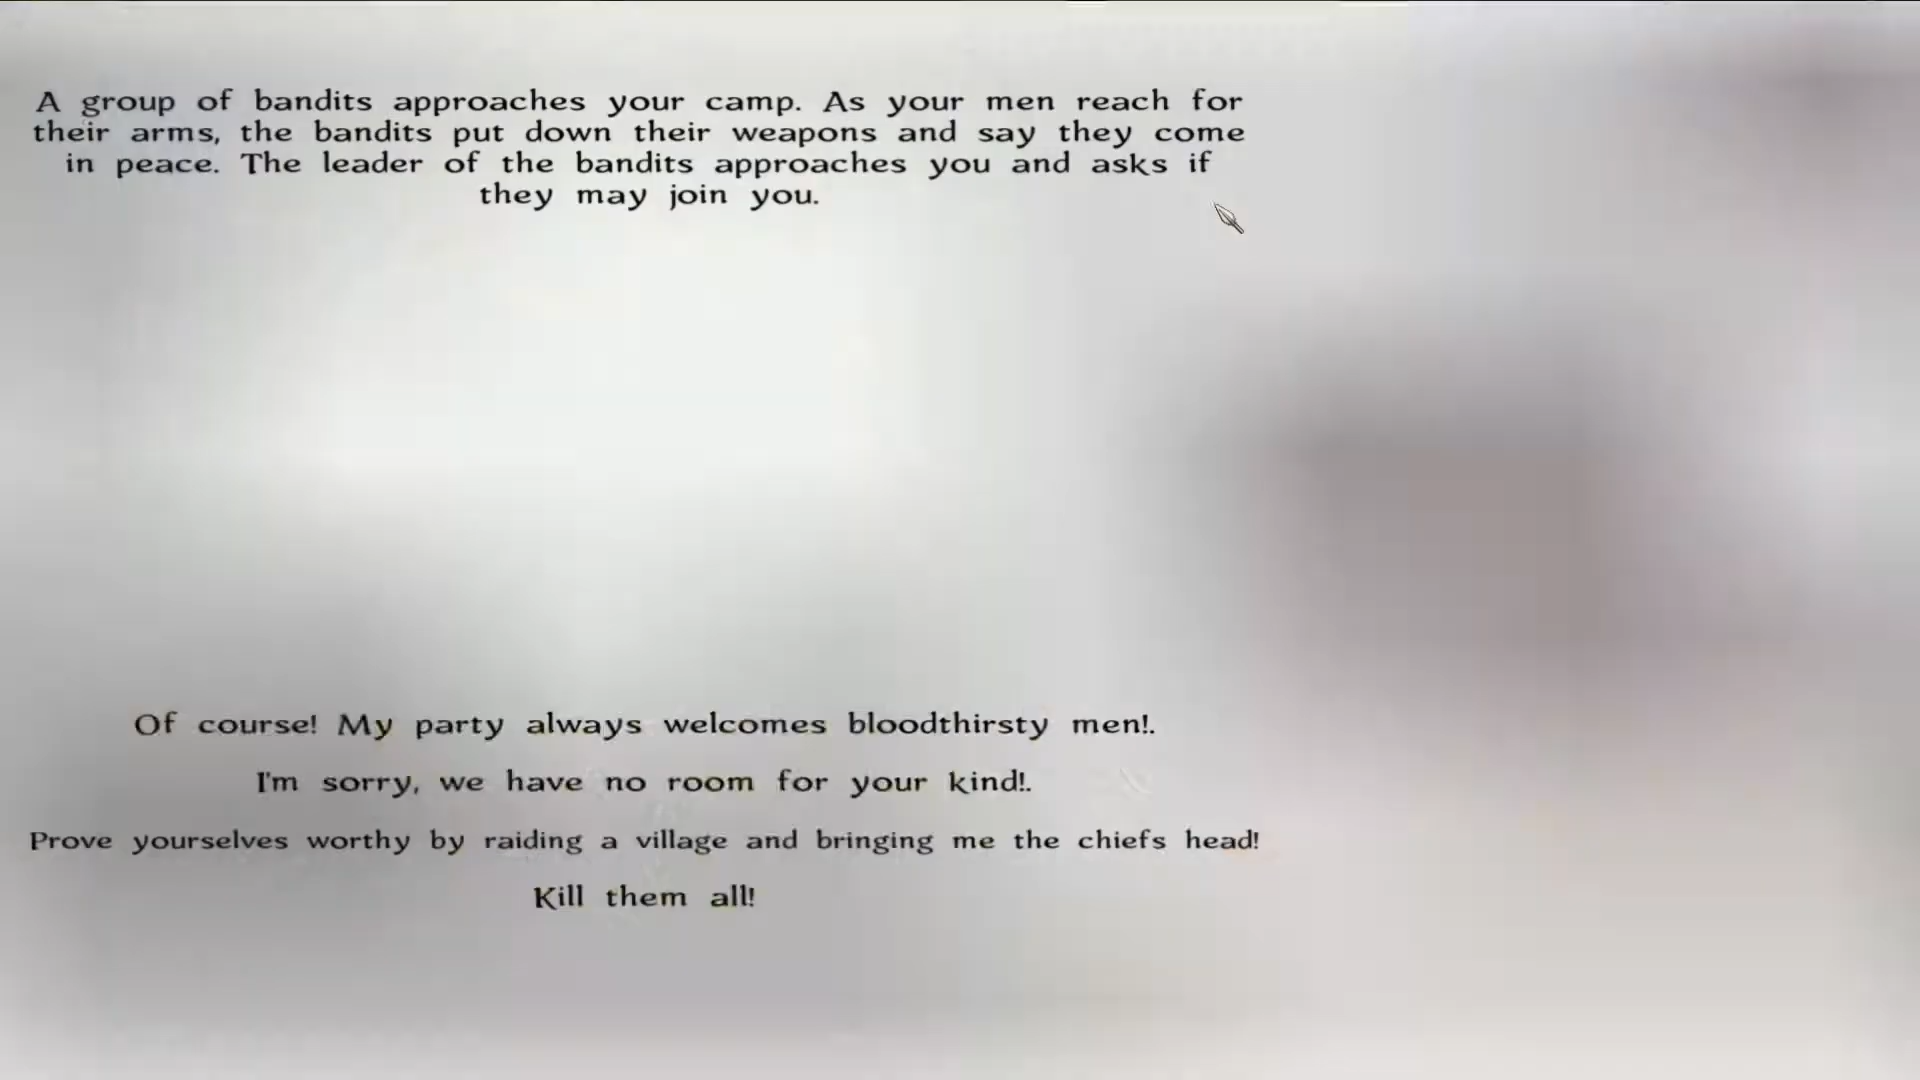 A group of bandits approaches your camp. As your men reach for
their arms, the bandits put down their weapons and say they come
in peace. The leader of the bandits approaches you and asks if
they may join you.
Of course! My party always welcomes bloodthirsty men!.
I'm sorry, we have no room for your kind!.
Prove yourselves worthy by raiding a village and bringing me the chiefs head!
Kill them all!